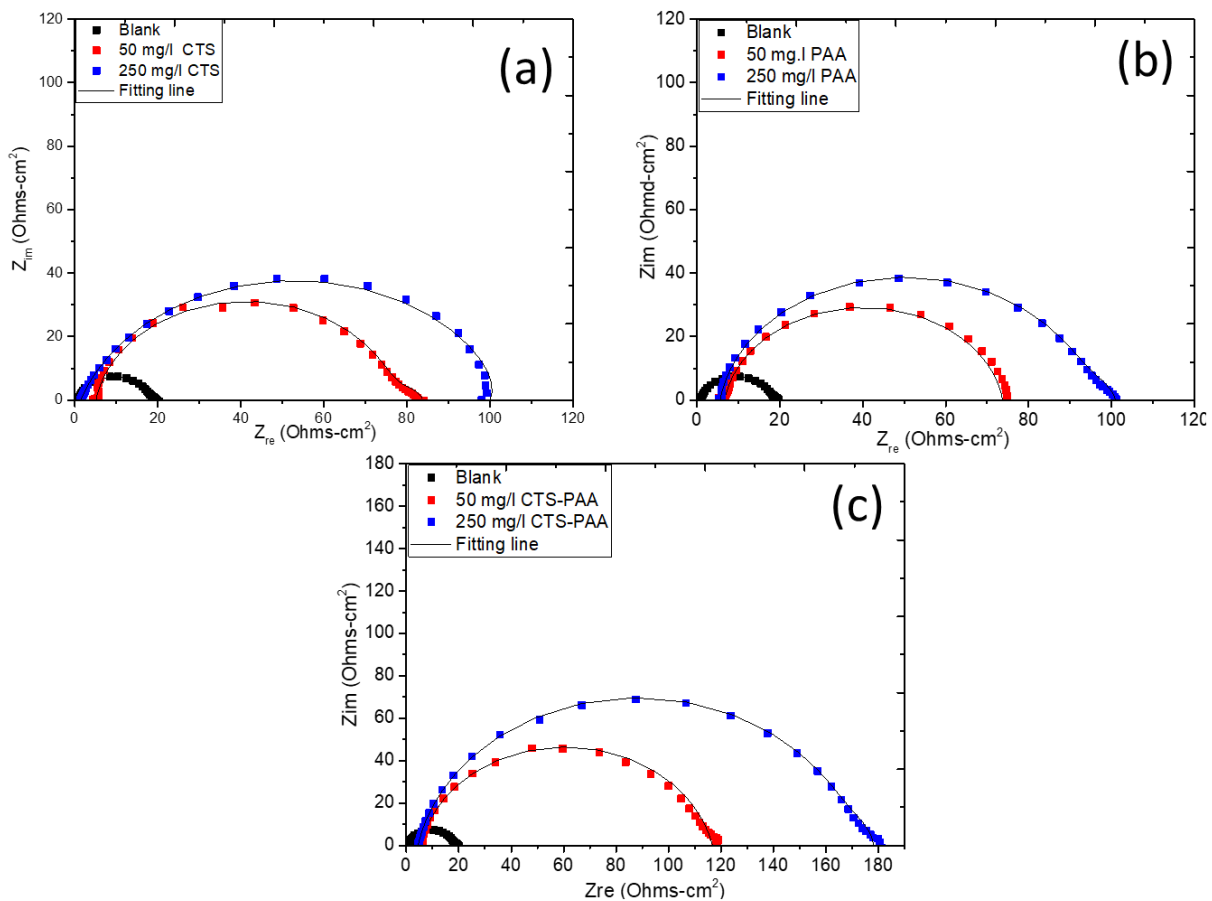 120
100
80
60
40
20
0
Z_im (Ohms-cm²)
Blank
50 mg/l CTS
250 mg/l CTS
Fitting line
(a)
0 20 40 60 80 100 120
Z_re (Ohms-cm²)
120
100
80
60
40
20
0
Zim (Ohmd-cm²)
Blank
50 mg.l PAA
250 mg/l PAA
Fitting line
(b)
0 20 40 60 80 100 120
Z_re (Ohms-cm²)
180
160
140
120
100
80
60
40
20
0
Zim (Ohms-cm²)
Blank
50 mg/l CTS-PAA
250 mg/l CTS-PAA
Fitting line
(c)
0 20 40 60 80 100 120 140 160 180
Zre (Ohms-cm²)